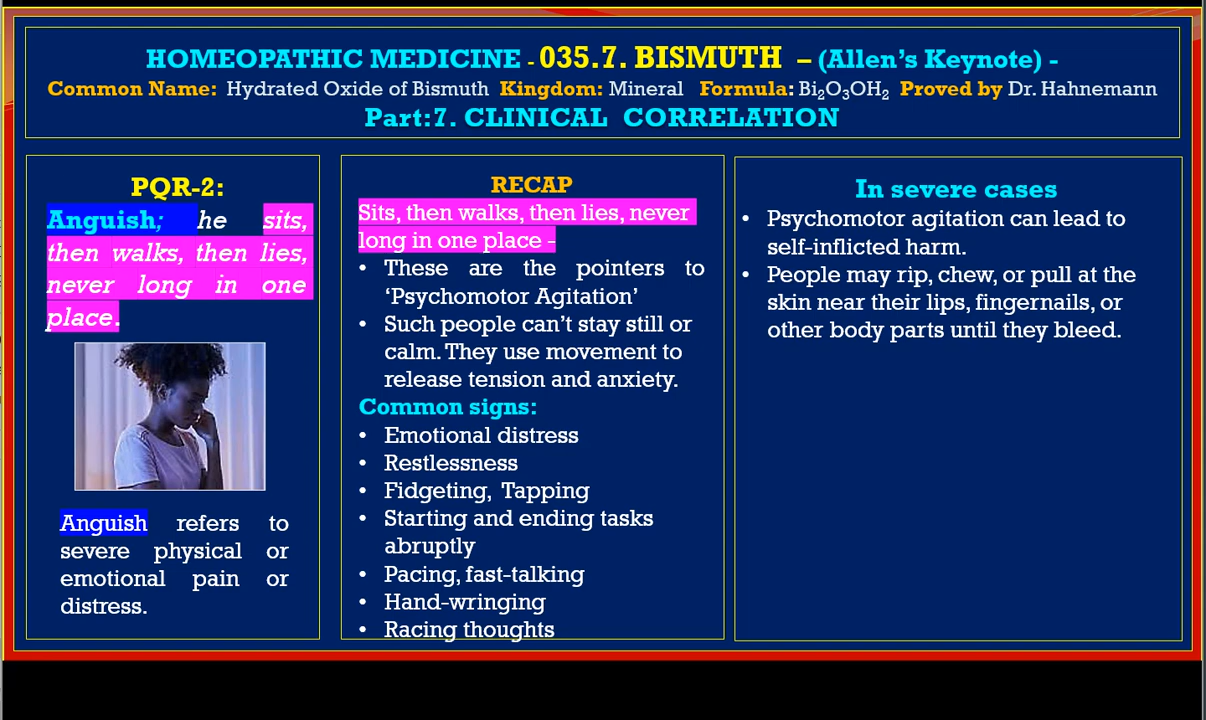 HOMEOPATHIC MEDICINE - 035.7. BISMUTH – (Allen’s Keynote) -
Common Name: Hydrated Oxide of Bismuth Kingdom: Mineral Formula: Bi₂O₃OH₂ Proved by Dr. Hahnemann
Part:7. CLINICAL CORRELATION
PQR-2:
Anguish; he sits,
then walks, then lies,
never long in one
place.
Anguish refers to
severe physical or
emotional pain or
distress.
RECAP
Sits, then walks, then lies, never
long in one place -
• These are the pointers to
‘Psychomotor Agitation’
• Such people can’t stay still or
calm. They use movement to
release tension and anxiety.
Common signs:
• Emotional distress
• Restlessness
• Fidgeting, Tapping
• Starting and ending tasks
abruptly
• Pacing, fast-talking
• Hand-wringing
• Racing thoughts
In severe cases
• Psychomotor agitation can lead to
self-inflicted harm.
• People may rip, chew, or pull at the
skin near their lips, fingernails, or
other body parts until they bleed.